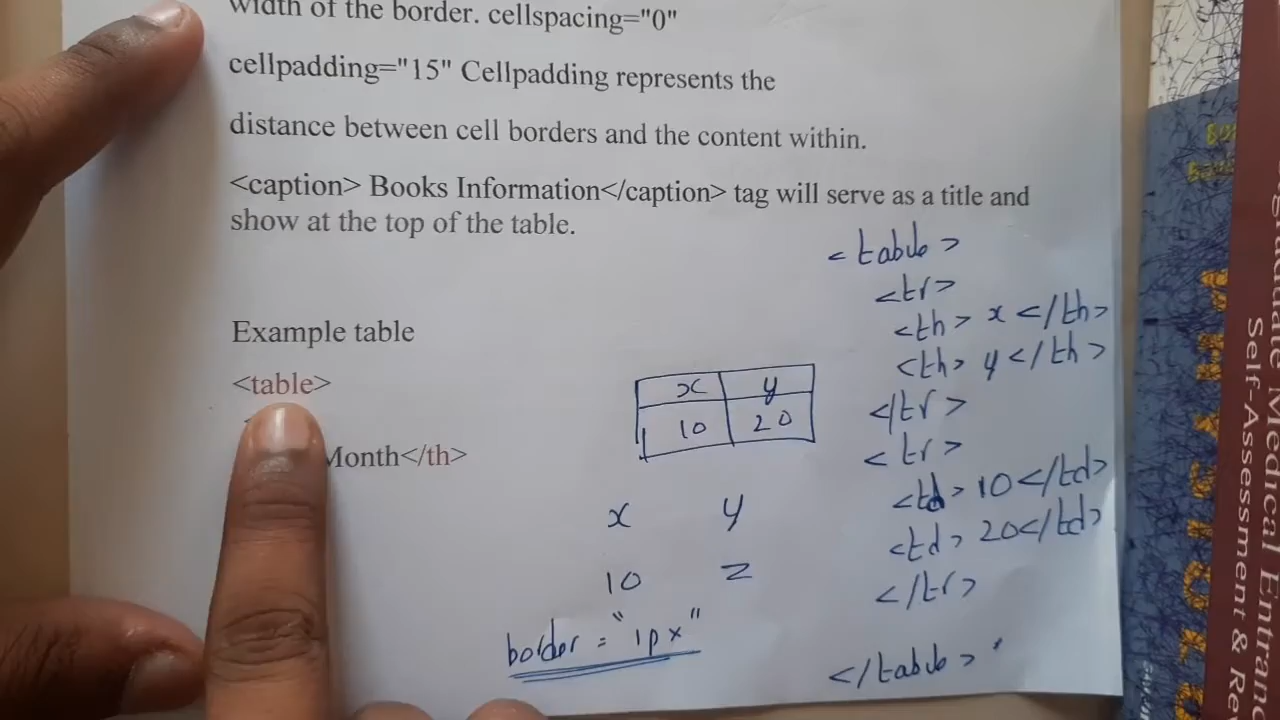 width of the border. cellspacing="0"
cellpadding="15" Cellpadding represents the
distance between cell borders and the content within.
<caption> Books Information</caption> tag will serve as a title and
show at the top of the table.
Example table
<table>
Month</th>
x y
10 20
x y
10 z
border = "1px"
<table>
<tr>
<th> x </th>
<th> y </th>
</tr>
<tr>
<td> 10 </td>
<td> 20 </td>
</tr>
</table>
Graduate Medical Entran
Self-Assessment & Re